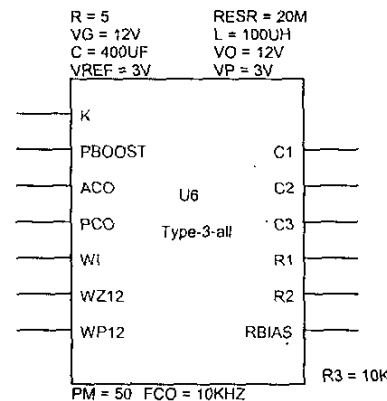 R = 5 RESR = 20M
VG = 12V L = 100UH
C = 400UF VO = 12V
VREF = 3V VP = 3V
K
PBOOST C1
ACO U6 C2
PCO Type-3-all C3
WI R1
WZ12 R2
WP12 RBIAS
R3 = 10K
PM = 50 FCO = 10KHZ